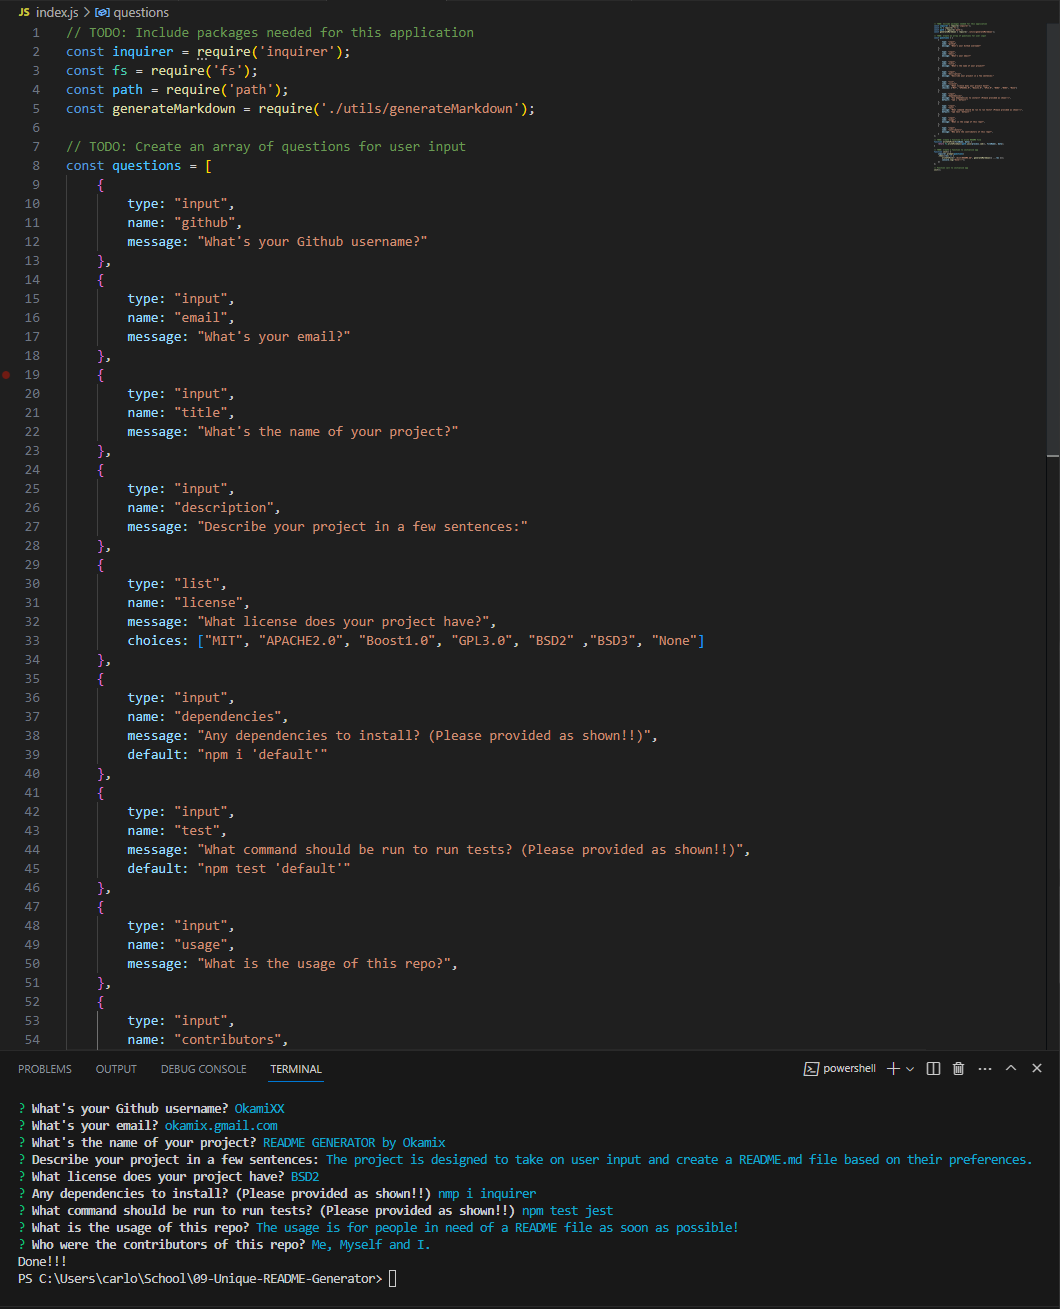 JS index.js > questions
1 // TODO: Include packages needed for this application
2 const inquirer = require('inquirer');
3 const fs = require('fs');
4 const path = require('path');
5 const generateMarkdown = require('./utils/generateMarkdown');
6
7 // TODO: Create an array of questions for user input
8 const questions = [
9 {
10 type: "input",
11 name: "github",
12 message: "What's your Github username?"
13 },
14 {
15 type: "input",
16 name: "email",
17 message: "What's your email?"
18 },
19 {
20 type: "input",
21 name: "title",
22 message: "What's the name of your project?"
23 },
24 {
25 type: "input",
26 name: "description",
27 message: "Describe your project in a few sentences:"
28 },
29 {
30 type: "list",
31 name: "license",
32 message: "What license does your project have?",
33 choices: ["MIT", "APACHE2.0", "Boost1.0", "GPL3.0", "BSD2" ,"BSD3", "None"]
34 },
35 {
36 type: "input",
37 name: "dependencies",
38 message: "Any dependencies to install? (Please provided as shown!!)",
39 default: "npm i 'default'"
40 },
41 {
42 type: "input",
43 name: "test",
44 message: "What command should be run to run tests? (Please provided as shown!!)",
45 default: "npm test 'default'"
46 },
47 {
48 type: "input",
49 name: "usage",
50 message: "What is the usage of this repo?",
51 },
52 {
53 type: "input",
54 name: "contributors",
PROBLEMS OUTPUT DEBUG CONSOLE TERMINAL powershell
? What's your Github username? OkamiXX
? What's your email? okamix.gmail.com
? What's the name of your project? README GENERATOR by Okamix
? Describe your project in a few sentences: The project is designed to take on user input and create a README.md file based on their preferences.
? What license does your project have? BSD2
? Any dependencies to install? (Please provided as shown!!) nmp i inquirer
? What command should be run to run tests? (Please provided as shown!!) npm test jest
? What is the usage of this repo? The usage is for people in need of a README file as soon as possible!
? Who were the contributors of this repo? Me, Myself and I.
Done!!!
PS C:\Users\carlo\School\09-Unique-README-Generator>